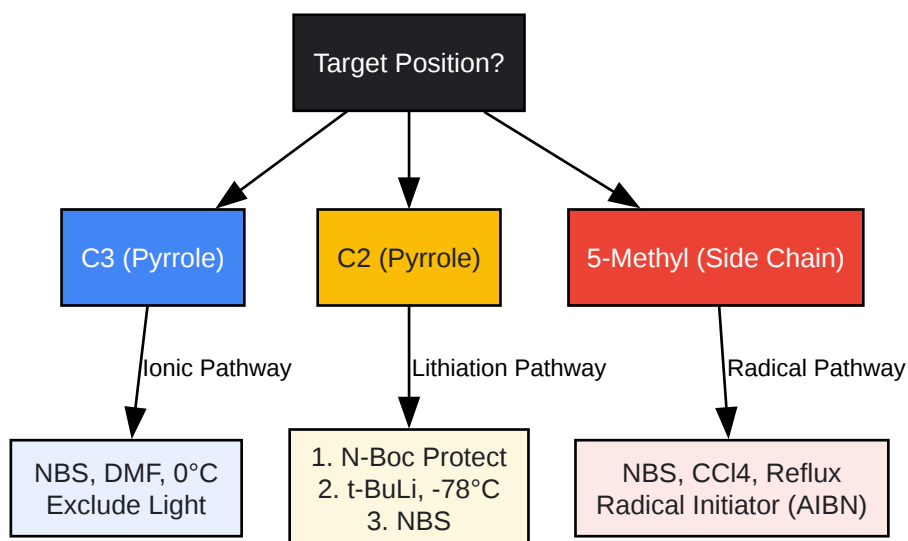 Target Position?
C3 (Pyrrole)
C2 (Pyrrole)
5-Methyl (Side Chain)
Ionic Pathway
Lithiation Pathway
Radical Pathway
NBS, DMF, 0°C
Exclude Light
1. N-Boc Protect
2. t-BuLi, -78°C
3. NBS
NBS, CCl4, Reflux
Radical Initiator (AIBN)